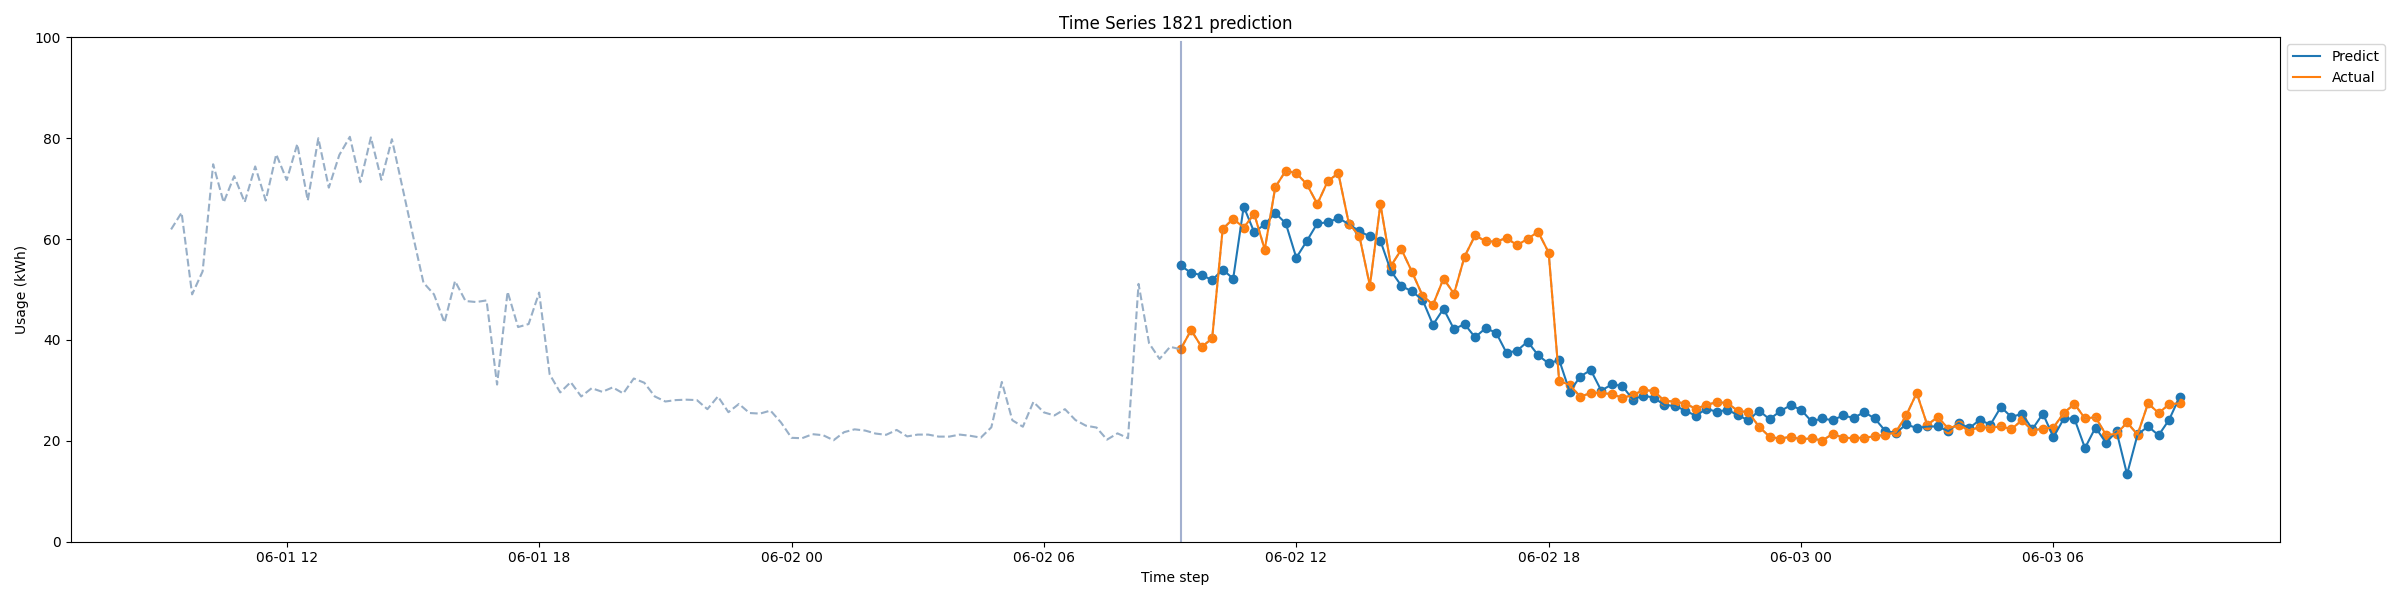 Time Series 1821 prediction
100
80
60
40
20
0
Usage (kWh)
06-01 12
06-01 18
06-02 00
06-02 06
06-02 12
06-02 18
06-03 00
06-03 06
Time step
Predict
Actual